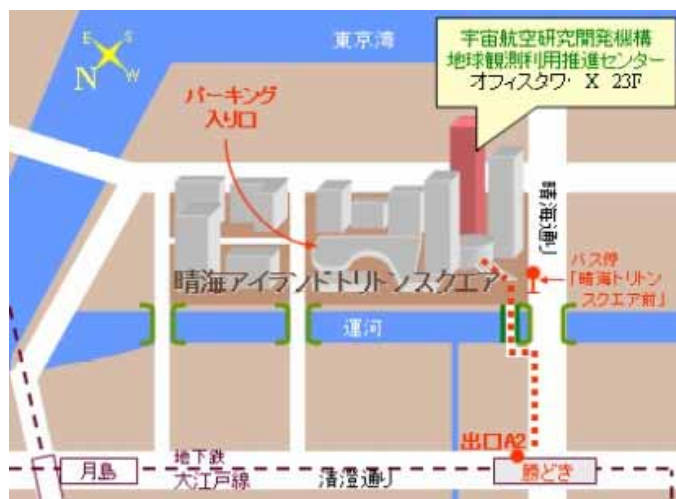 E
S
N
W
東京湾
宇宙航空研究開発機構
地球観測利用推進センター
オフィスタワ・ X 23F
パーキング
入り口
晴海通り
バス停
「晴海トリトン
スクエア前」
晴海アイランドトリトンスクエア
運河
出口A2
地下鉄
大江戸線
月島
清澄通り
勝どき